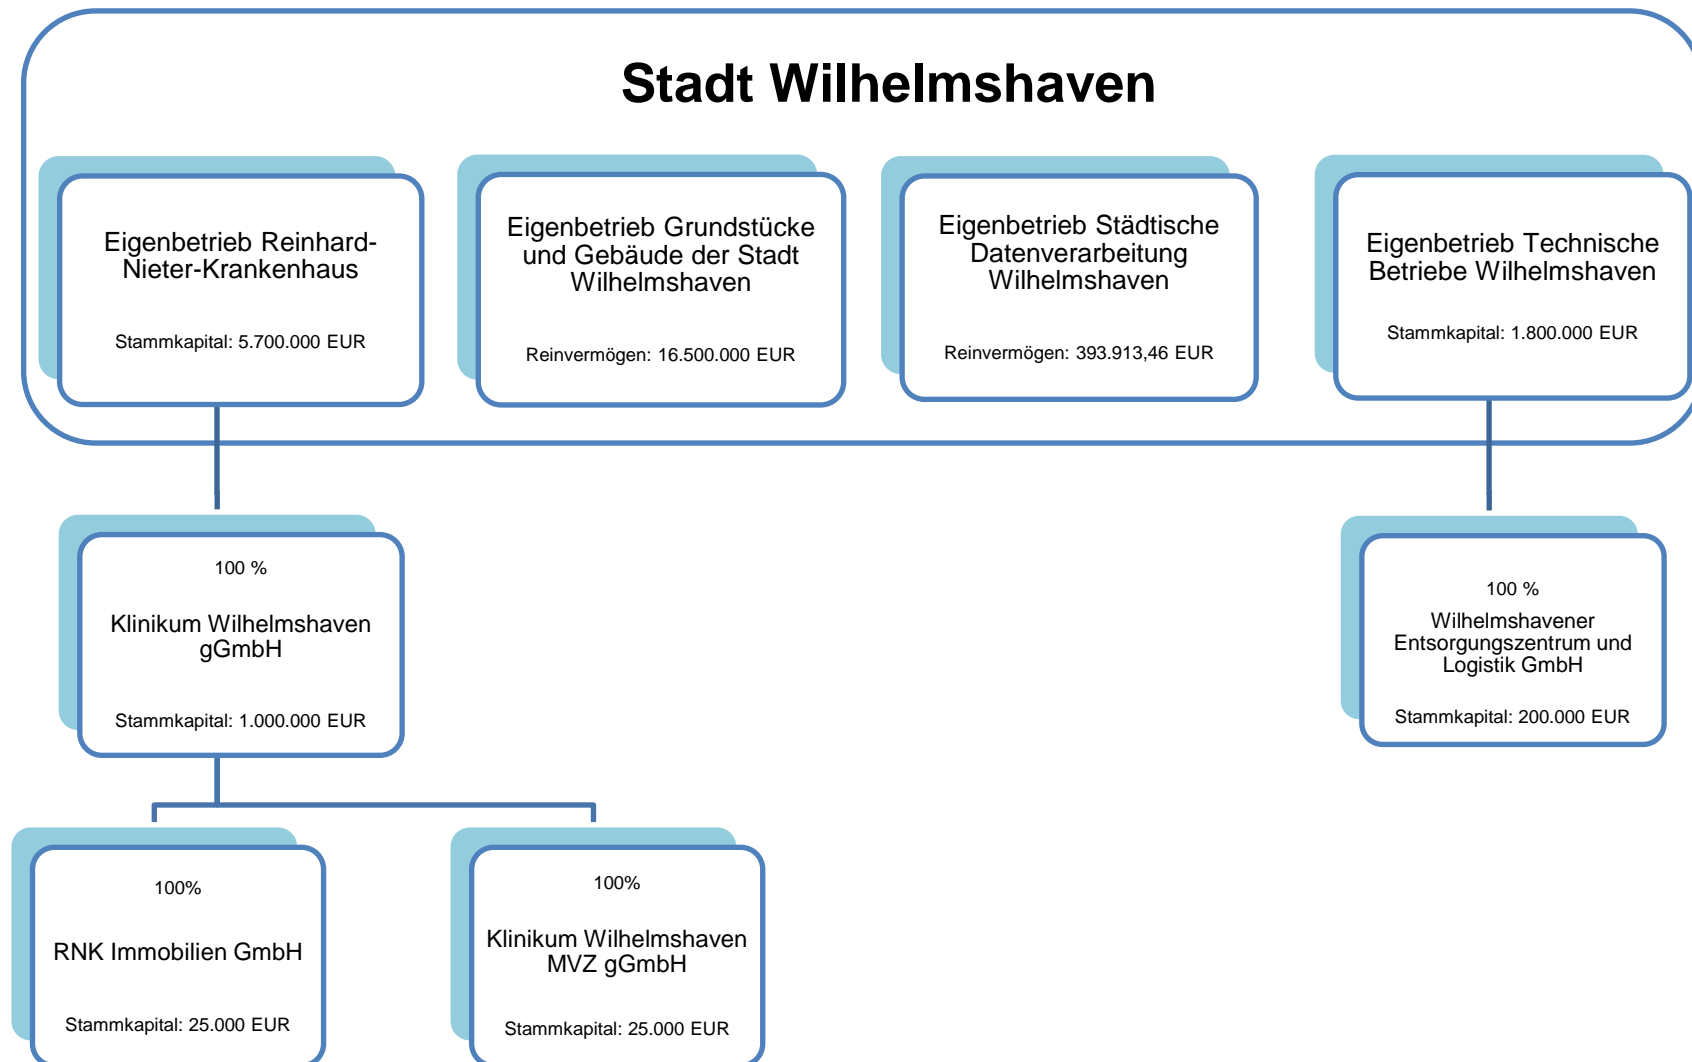 Stadt Wilhelmshaven
Eigenbetrieb Reinhard-
Nieter-Krankenhaus
Stammkapital: 5.700.000 EUR
Eigenbetrieb Grundstücke
und Gebäude der Stadt
Wilhelmshaven
Reinvermögen: 16.500.000 EUR
Eigenbetrieb Städtische
Datenverarbeitung
Wilhelmshaven
Reinvermögen: 393.913,46 EUR
Eigenbetrieb Technische
Betriebe Wilhelmshaven
Stammkapital: 1.800.000 EUR
100 %
Klinikum Wilhelmshaven
gGmbH
Stammkapital: 1.000.000 EUR
100 %
Wilhelmshavener
Entsorgungszentrum und
Logistik GmbH
Stammkapital: 200.000 EUR
100%
RNK Immobilien GmbH
Stammkapital: 25.000 EUR
100%
Klinikum Wilhelmshaven
MVZ gGmbH
Stammkapital: 25.000 EUR